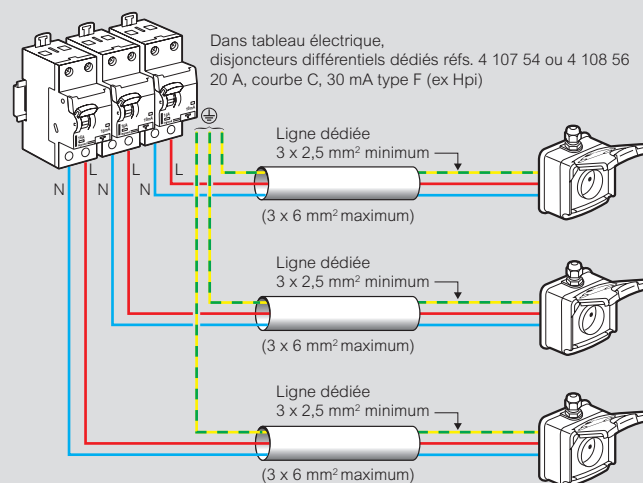 Dans tableau électrique,
disjoncteurs différentiels dédiés réfs. 4 107 54 ou 4 108 56
20 A, courbe C, 30 mA type F (ex Hpi)
Ligne dédiée
3 x 2,5 mm² minimum
N L N L N L
(3 x 6 mm² maximum)
Ligne dédiée
3 x 2,5 mm² minimum
(3 x 6 mm² maximum)
Ligne dédiée
3 x 2,5 mm² minimum
(3 x 6 mm² maximum)